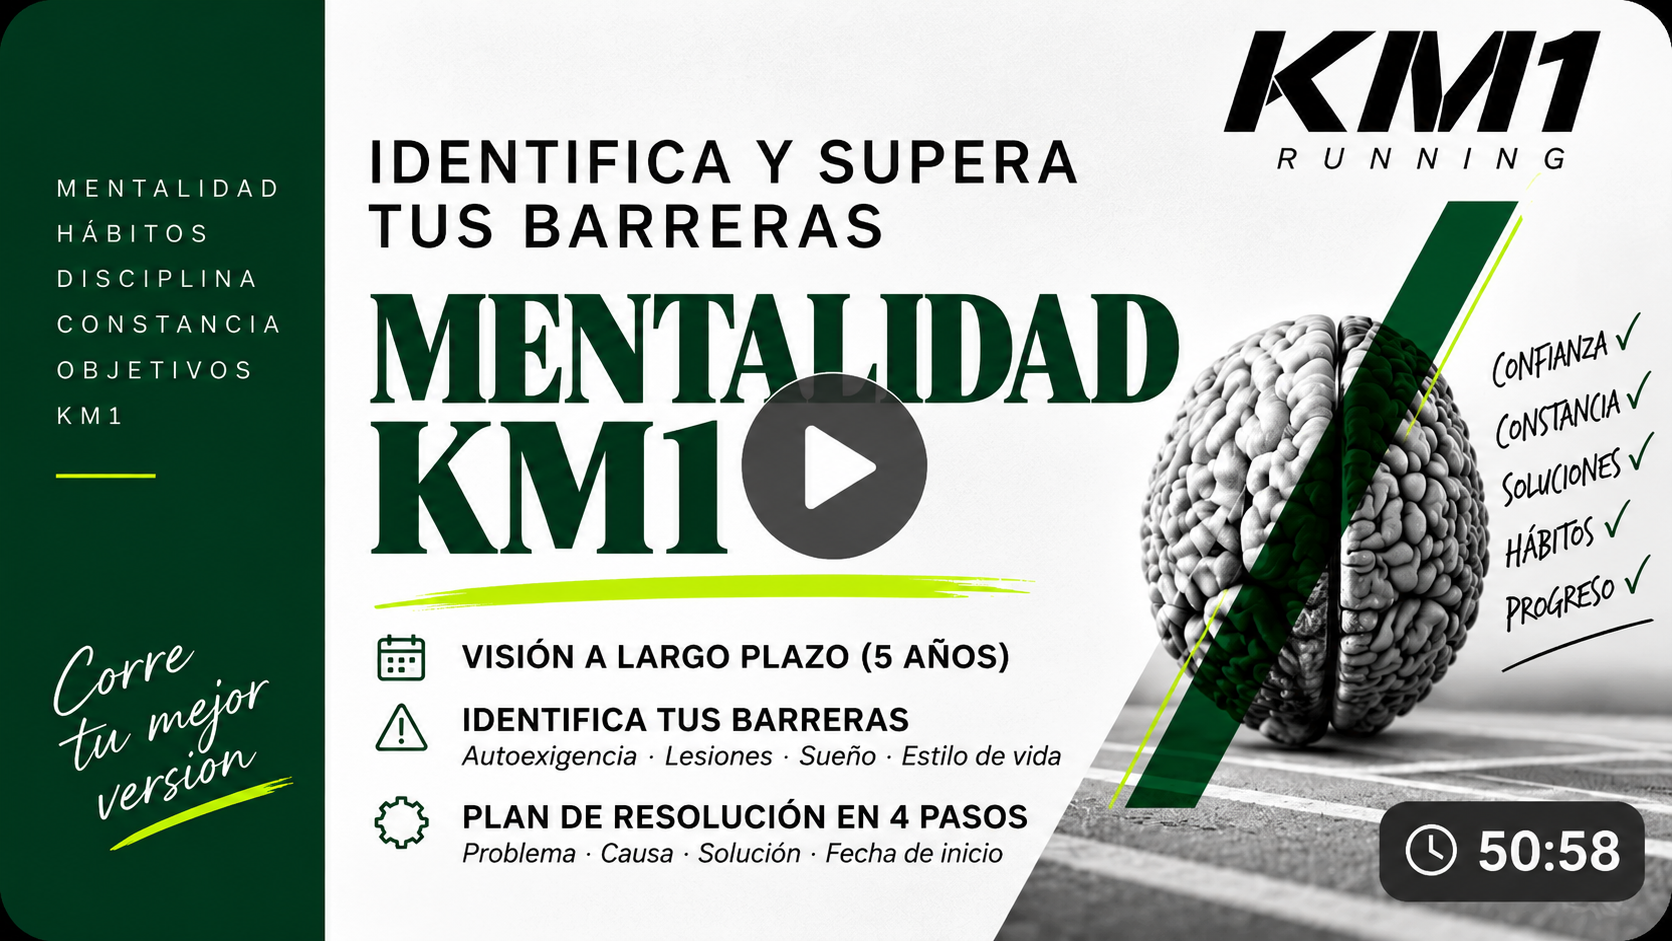 MENTALIDAD
HÁBITOS
DISCIPLINA
CONSTANCIA
OBJETIVOS
KM1
Corre
tu mejor
versión
IDENTIFICA Y SUPERA
TUS BARRERAS
MENTALIDAD
KM1
VISIÓN A LARGO PLAZO (5 AÑOS)
IDENTIFICA TUS BARRERAS
Autoexigencia · Lesiones · Sueño · Estilo de vida
PLAN DE RESOLUCIÓN EN 4 PASOS
Problema · Causa · Solución · Fecha de inicio
KM1
RUNNING
CONFIANZA ✓
CONSTANCIA ✓
SOLUCIONES ✓
HÁBITOS ✓
PROGRESO ✓
50:58